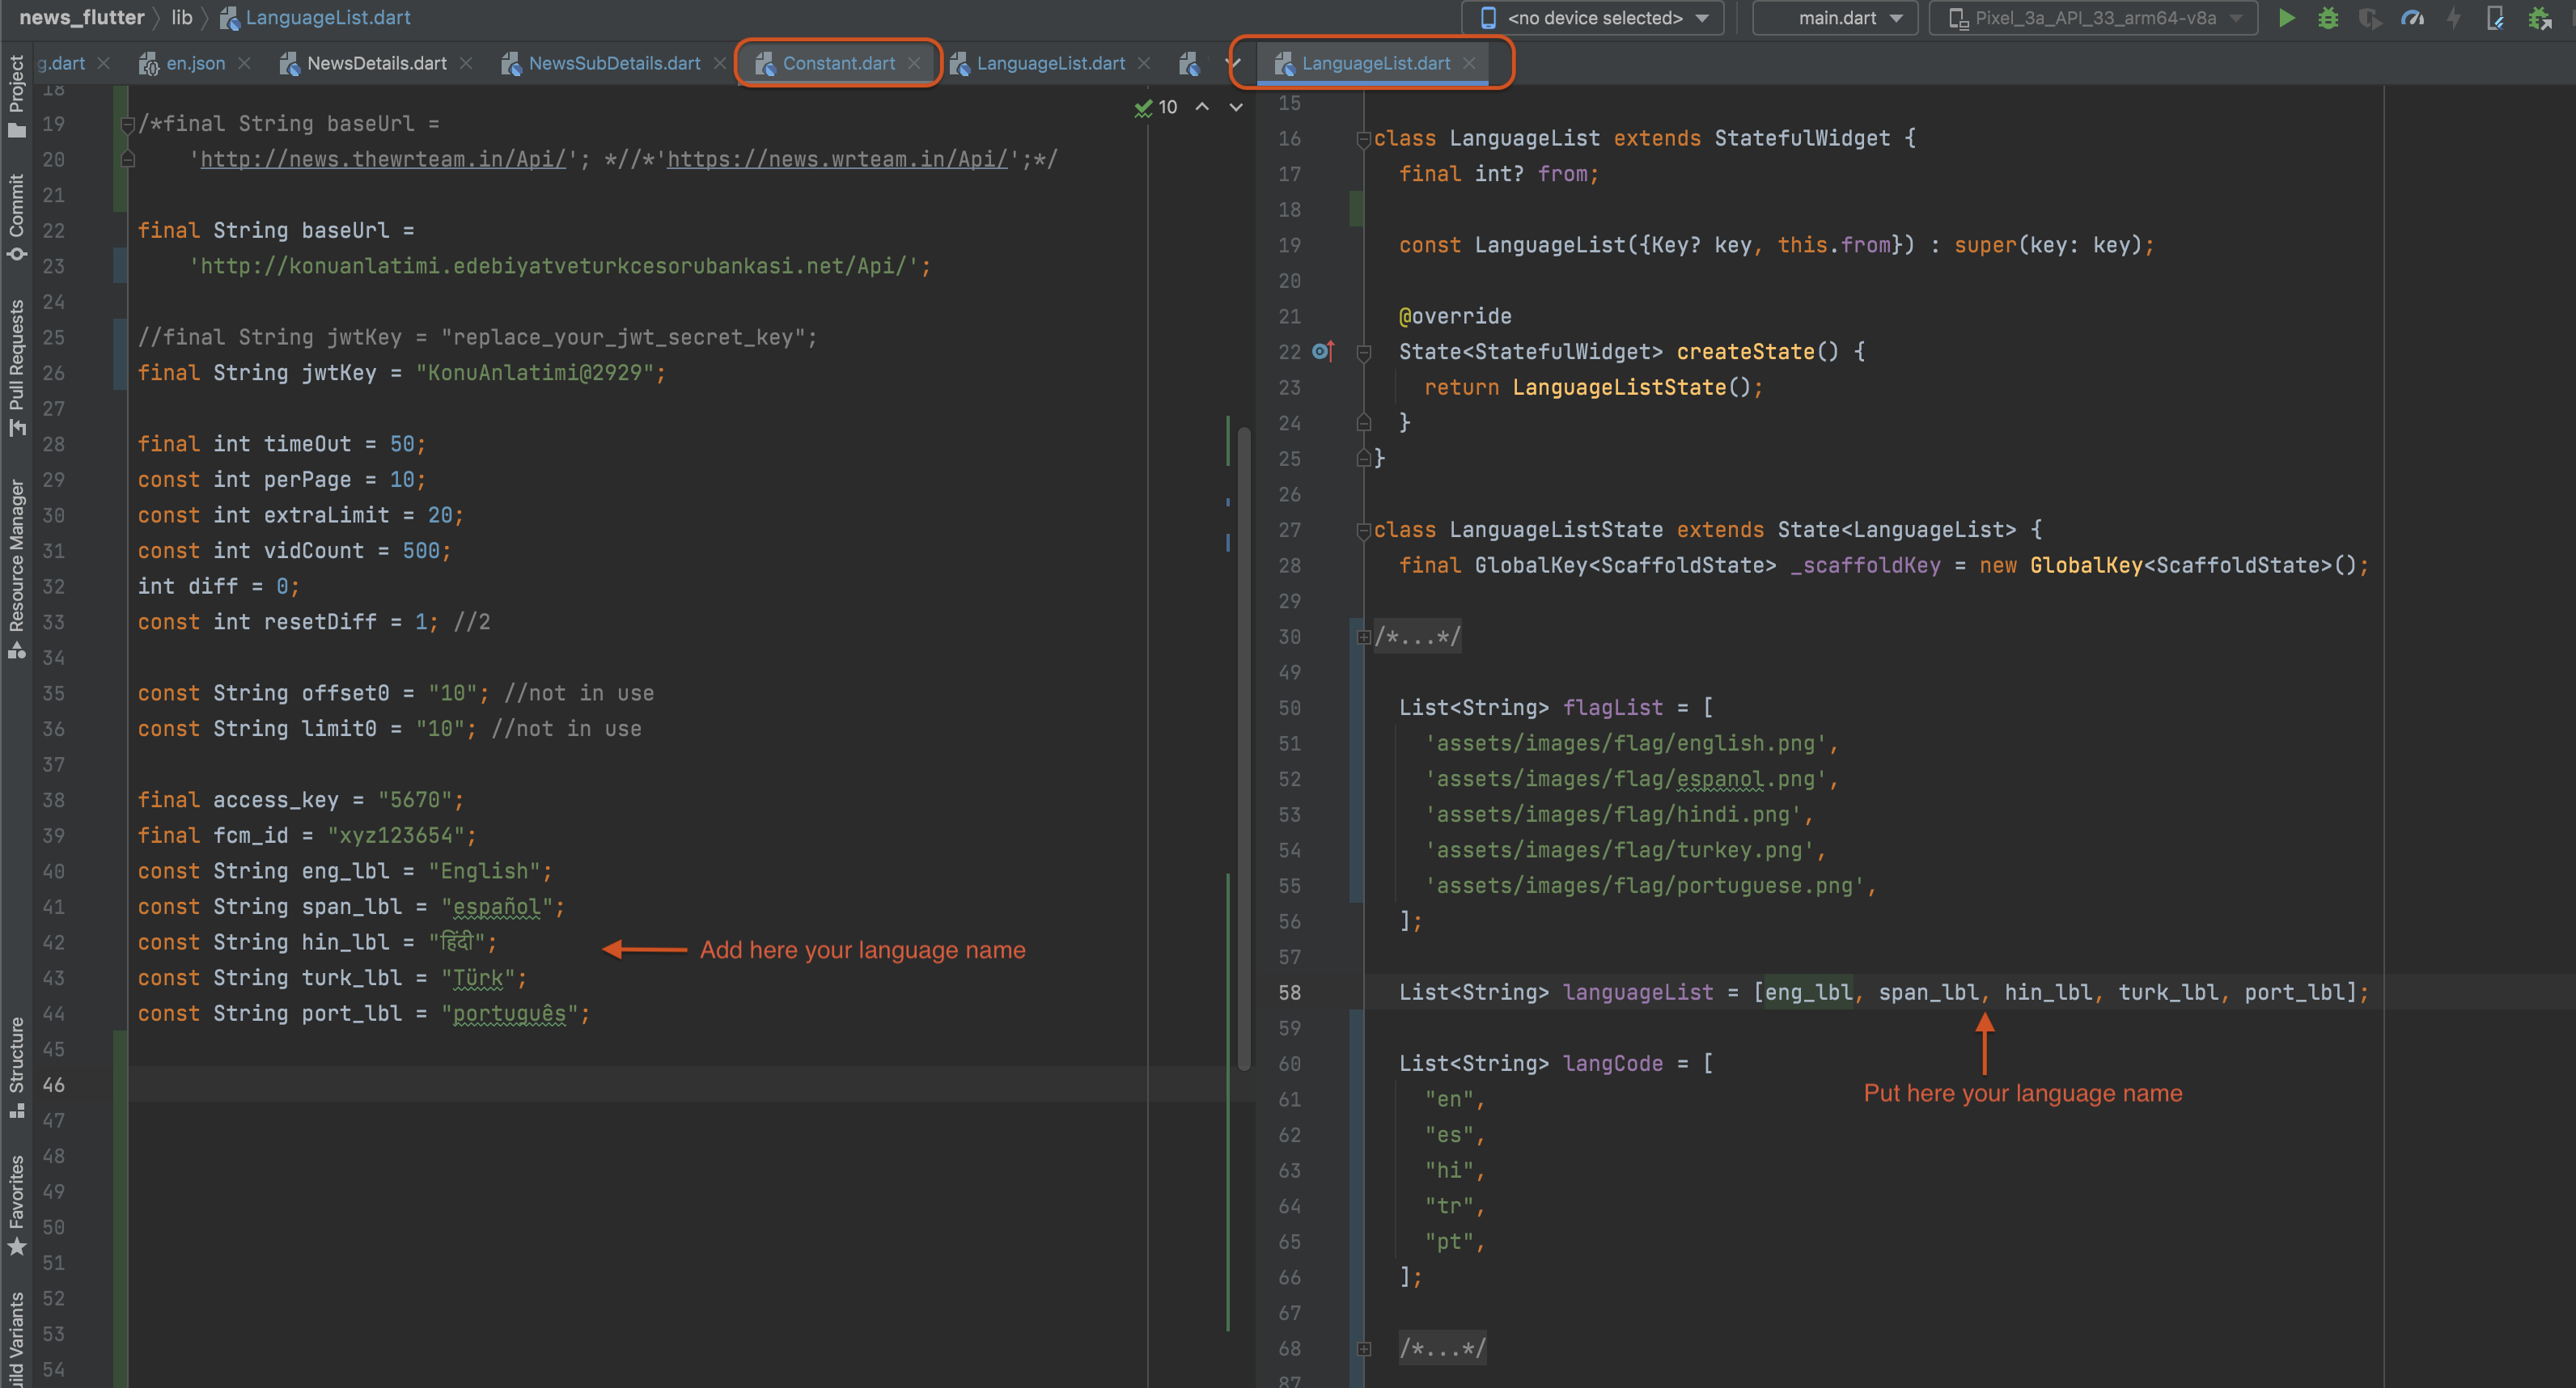 news_flutter lib LanguageList.dart
<no device selected> main.dart Pixel_3a_API_33_arm64-v8a
g.dart en.json NewsDetails.dart NewsSubDetails.dart Constant.dart LanguageList.dart LanguageList.dart
Project
Commit
Pull Requests
Resource Manager
Structure
Favorites
uild Variants
10
18
19 /*final String baseUrl =
20 'http://news.thewrteam.in/Api/'; *//*'https://news.wrteam.in/Api/';*/
21
22 final String baseUrl =
23 'http://konuanlatimi.edebiyatveturkcesorubankasi.net/Api/';
24
25 //final String jwtKey = "replace_your_jwt_secret_key";
26 final String jwtKey = "KonuAnlatimi@2929";
27
28 final int timeOut = 50;
29 const int perPage = 10;
30 const int extraLimit = 20;
31 const int vidCount = 500;
32 int diff = 0;
33 const int resetDiff = 1; //2
34
35 const String offset0 = "10"; //not in use
36 const String limit0 = "10"; //not in use
37
38 final access_key = "5670";
39 final fcm_id = "xyz123654";
40 const String eng_lbl = "English";
41 const String span_lbl = "español";
42 const String hin_lbl = "हिंदी";
Add here your language name
43 const String turk_lbl = "Türk";
44 const String port_lbl = "português";
45
46
47
48
49
50
51
52
53
54
15
16 class LanguageList extends StatefulWidget {
17 final int? from;
18
19 const LanguageList({Key? key, this.from}) : super(key: key);
20
21 @override
22 State<StatefulWidget> createState() {
23 return LanguageListState();
24 }
25 }
26
27 class LanguageListState extends State<LanguageList> {
28 final GlobalKey<ScaffoldState> _scaffoldKey = new GlobalKey<ScaffoldState>();
29
30 /*...*/
49
50 List<String> flagList = [
51 'assets/images/flag/english.png',
52 'assets/images/flag/espanol.png',
53 'assets/images/flag/hindi.png',
54 'assets/images/flag/turkey.png',
55 'assets/images/flag/portuguese.png',
56 ];
57
58 List<String> languageList = [eng_lbl, span_lbl, hin_lbl, turk_lbl, port_lbl];
59
60 List<String> langCode = [
61 "en",
Put here your language name
62 "es",
63 "hi",
64 "tr",
65 "pt",
66 ];
67
68 /*...*/
87